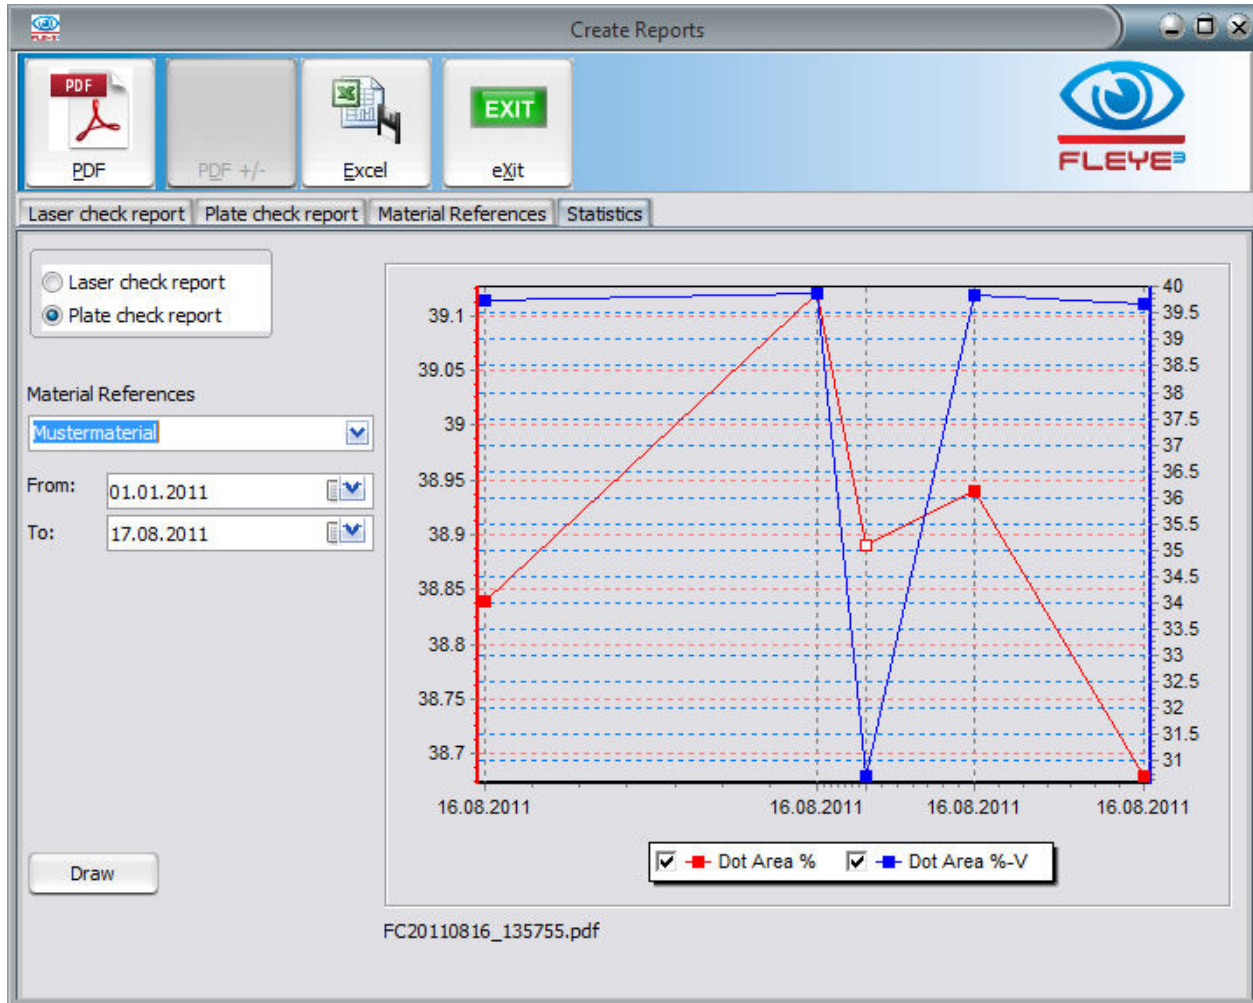 Create Reports
PDF
EXIT
PDF
PDF +/-
Excel
eXit
FLEYE³
Laser check report Plate check report Material References Statistics
Laser check report
Plate check report
Material References
Mustermaterial
From: 01.01.2011
To: 17.08.2011
Draw
39.1
39.05
39
38.95
38.9
38.85
38.8
38.75
38.7
40
39.5
39
38.5
38
37.5
37
36.5
36
35.5
35
34.5
34
33.5
33
32.5
32
31.5
31
16.08.2011 16.08.2011 16.08.2011 16.08.2011
Dot Area % Dot Area %-V
FC20110816_135755.pdf